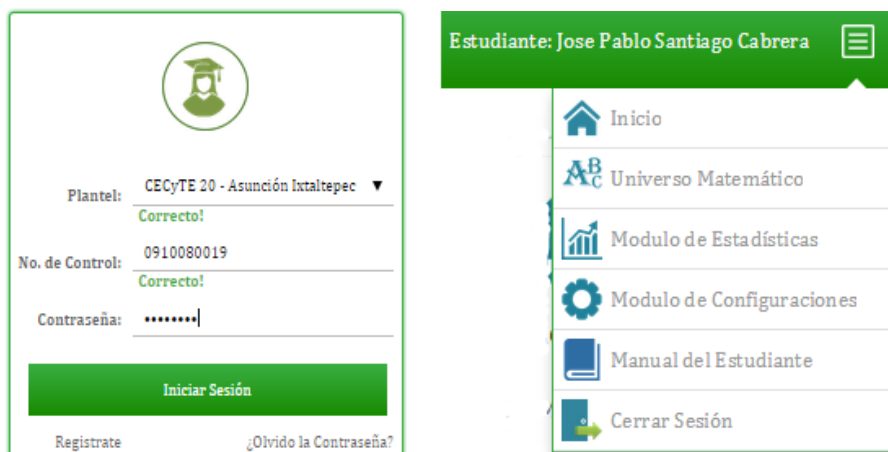 Plantel: CECyTE 20 - Asunción Ixtaltepec ▼
Correcto!
No. de Control: 0910080019
Correcto!
Contraseña: ••••••••
Iniciar Sesión
Registrate ¿Olvido la Contraseña?
Estudiante: Jose Pablo Santiago Cabrera
Inicio
ABC Universo Matemático
Modulo de Estadísticas
Modulo de Configuraciones
Manual del Estudiante
Cerrar Sesión